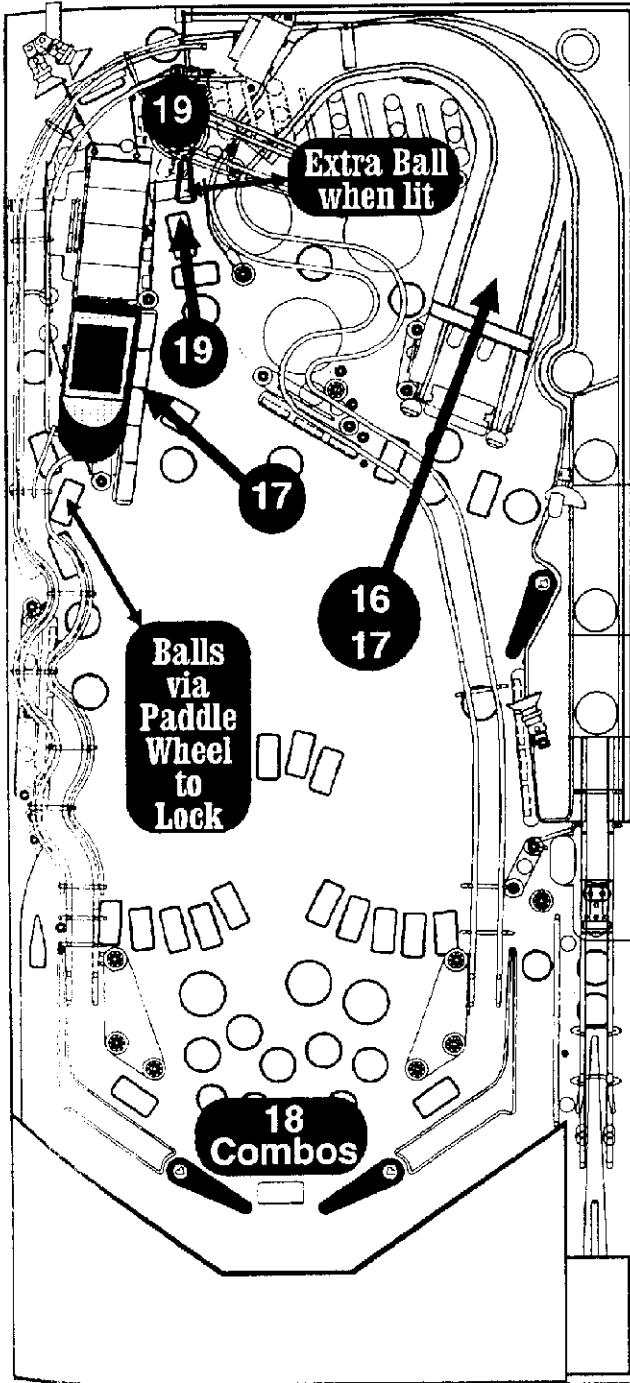 19
Extra Ball
when lit
19
17
16
17
Balls
via
Paddle
Wheel
to
Lock
18
Combos